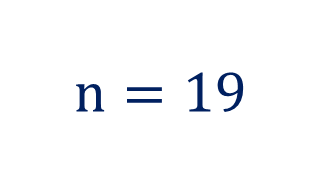 n = 19